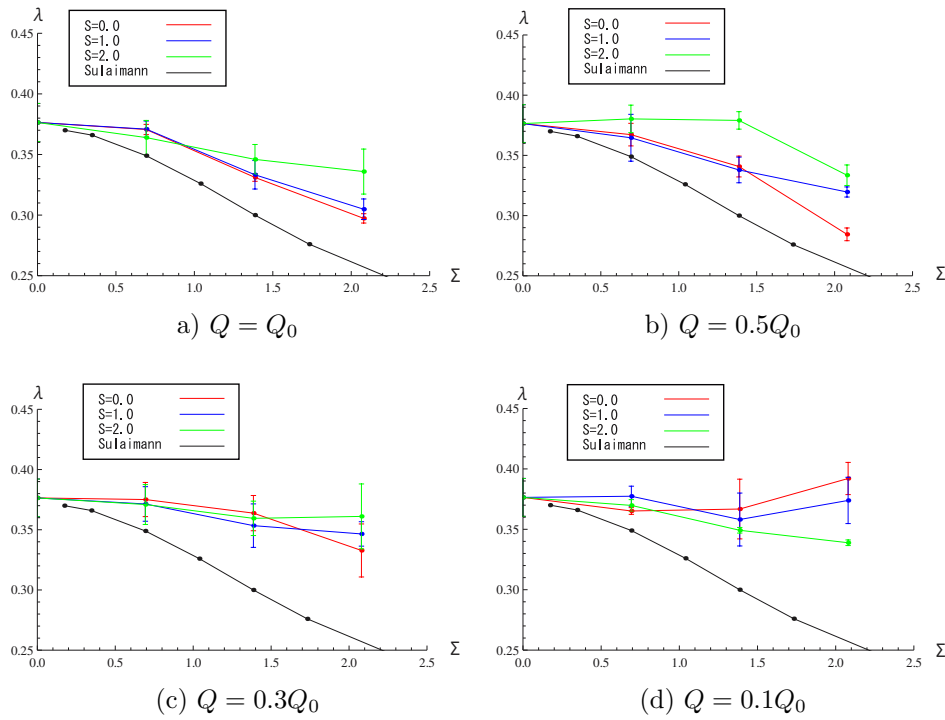 λ
0.45
S=0.0
S=1.0
S=2.0
Sulaimann
0.40
0.35
0.30
0.25
0.0 0.5 1.0 1.5 2.0 2.5 Σ
a) Q = Q₀
λ
0.45
S=0.0
S=1.0
S=2.0
Sulaimann
0.40
0.35
0.30
0.25
0.0 0.5 1.0 1.5 2.0 2.5 Σ
b) Q = 0.5Q₀
λ
0.45
S=0.0
S=1.0
S=2.0
Sulaimann
0.40
0.35
0.30
0.25
0.0 0.5 1.0 1.5 2.0 2.5 Σ
(c) Q = 0.3Q₀
λ
0.45
S=0.0
S=1.0
S=2.0
Sulaimann
0.40
0.35
0.30
0.25
0.0 0.5 1.0 1.5 2.0 2.5 Σ
(d) Q = 0.1Q₀